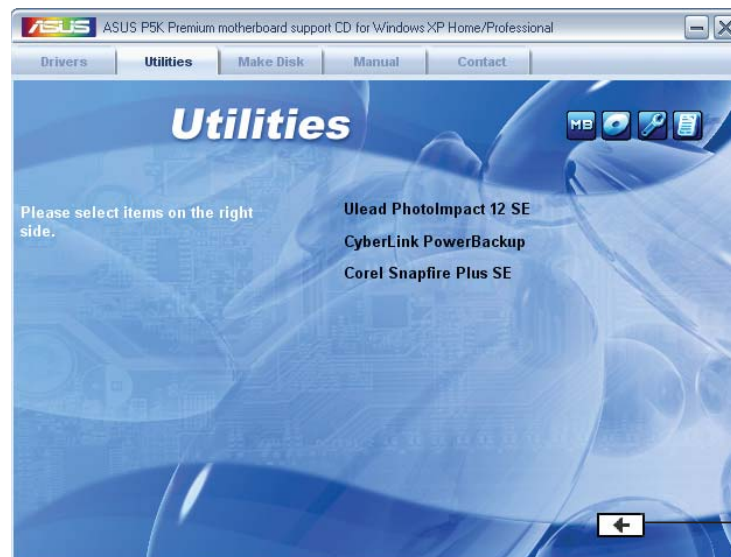 ASUS ASUS P5K Premium motherboard support CD for Windows XP Home/Professional
Drivers Utilities Make Disk Manual Contact
Utilities
MB
Please select items on the right
side.
Ulead PhotoImpact 12 SE
CyberLink PowerBackup
Corel Snapfire Plus SE